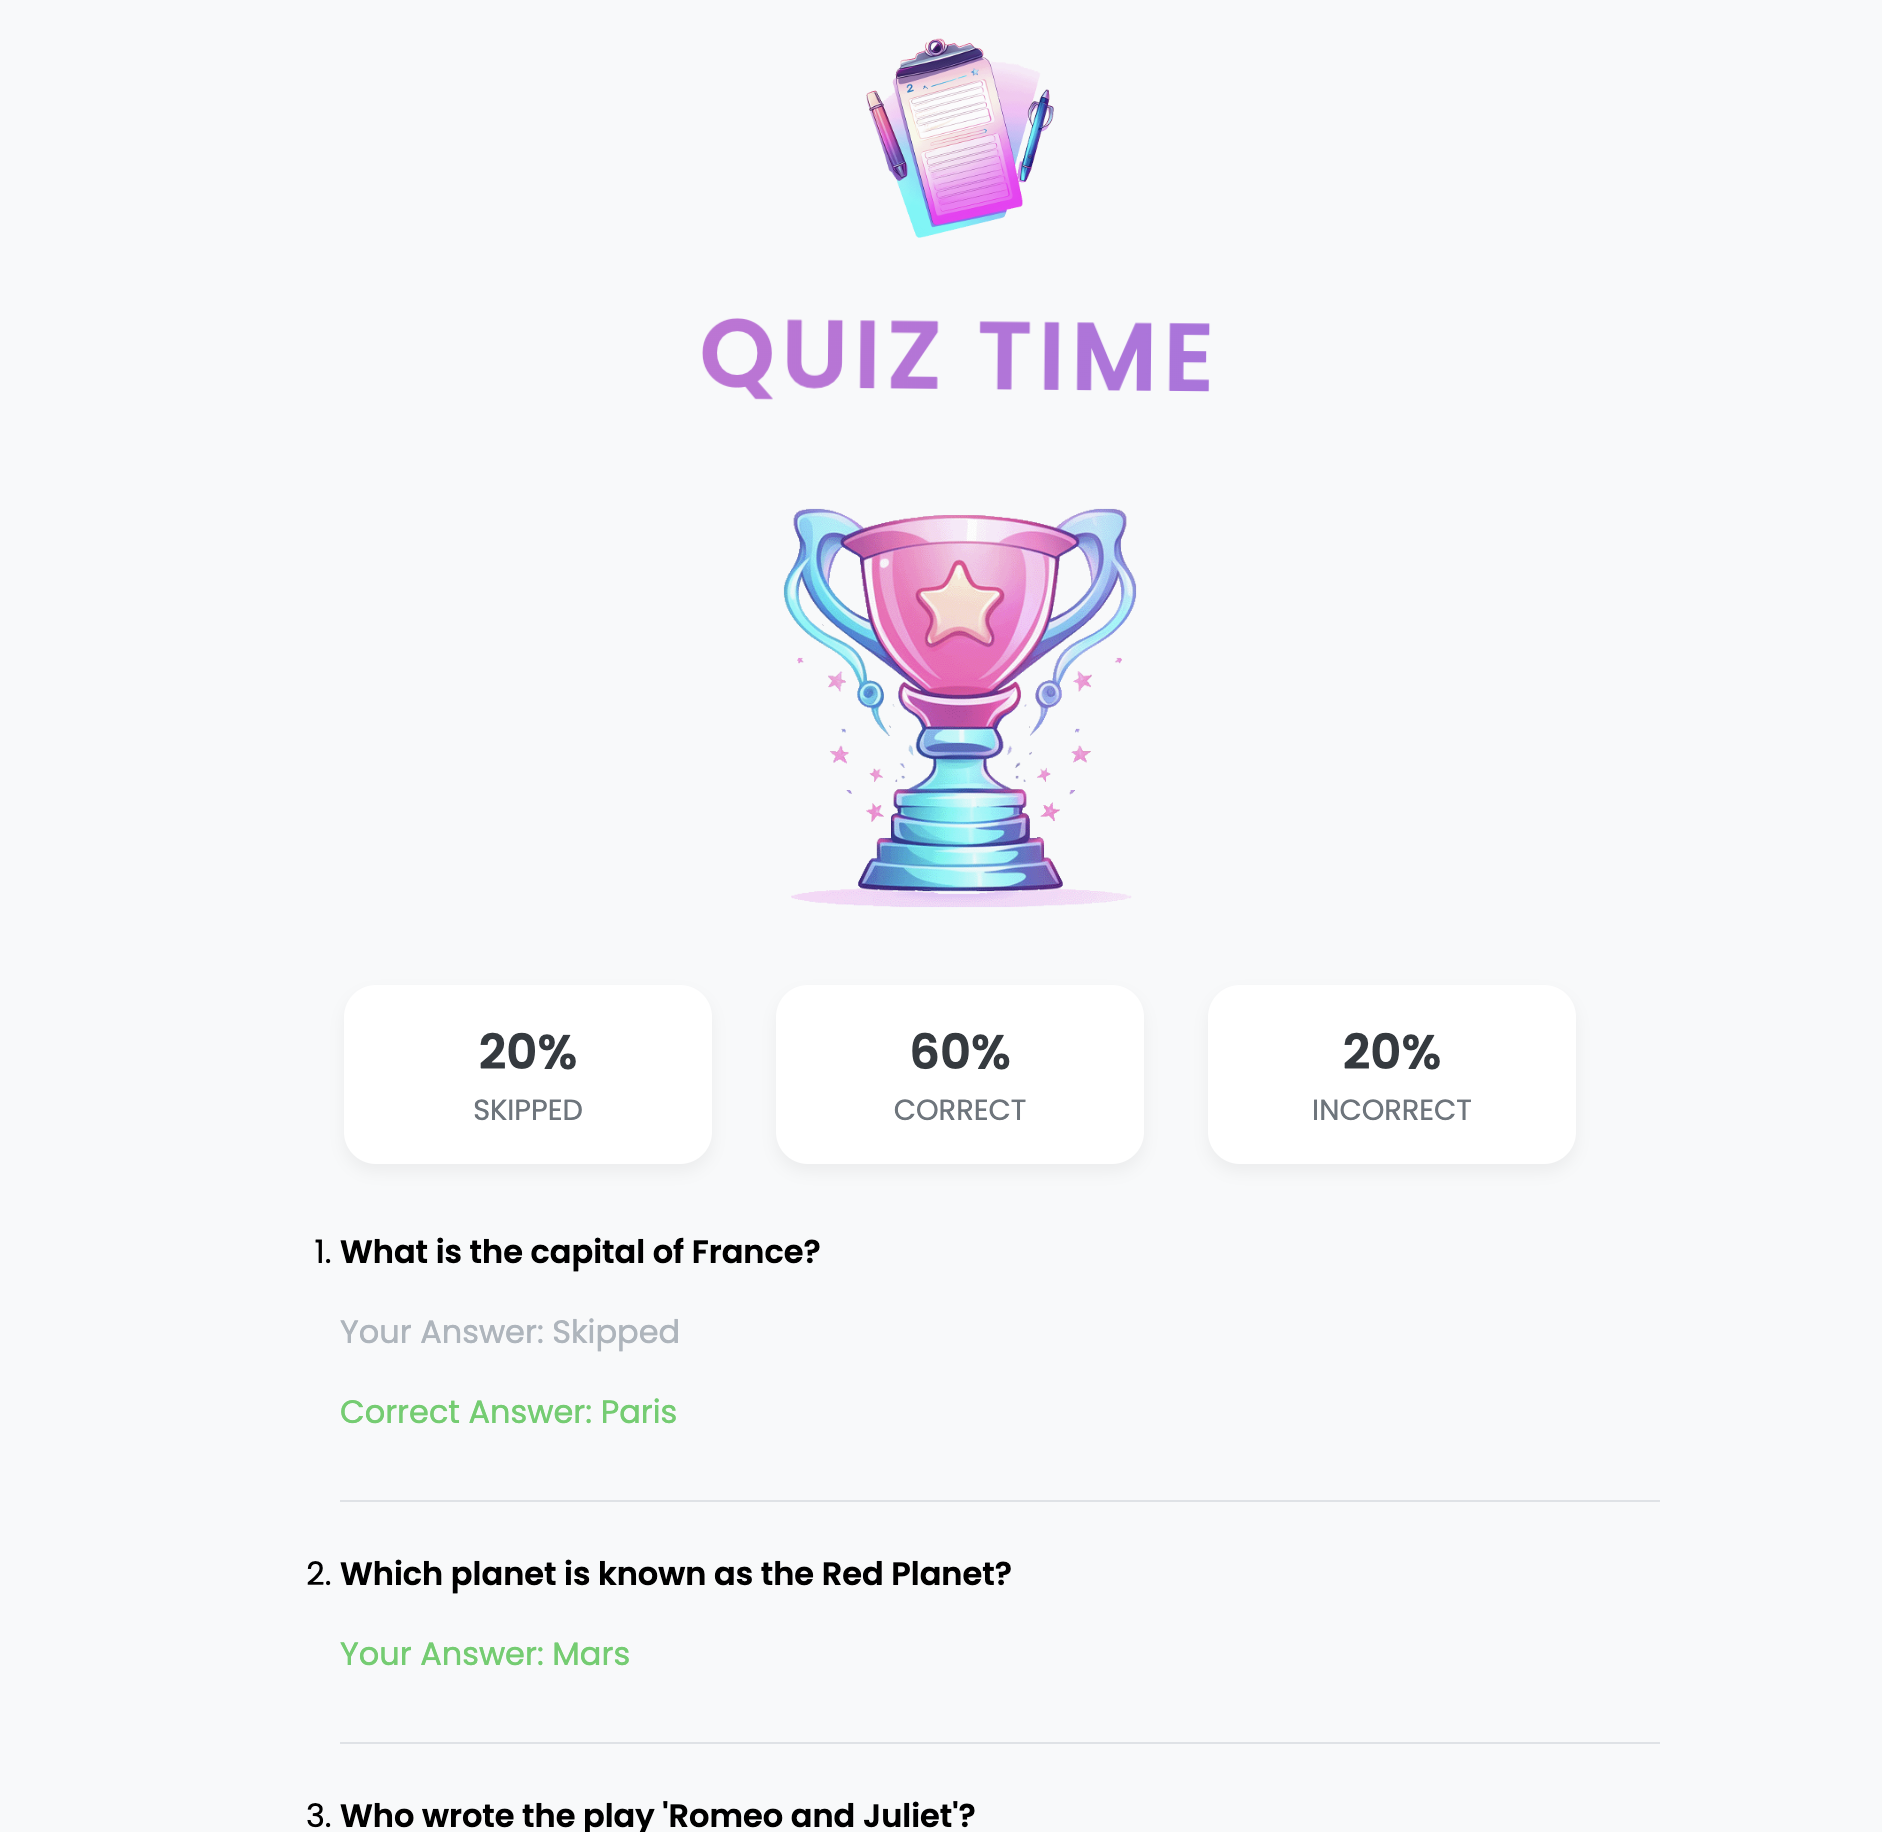 QUIZ TIME
20%
SKIPPED
60%
CORRECT
20%
INCORRECT
1. What is the capital of France?
Your Answer: Skipped
Correct Answer: Paris
2. Which planet is known as the Red Planet?
Your Answer: Mars
3. Who wrote the play 'Romeo and Juliet'?